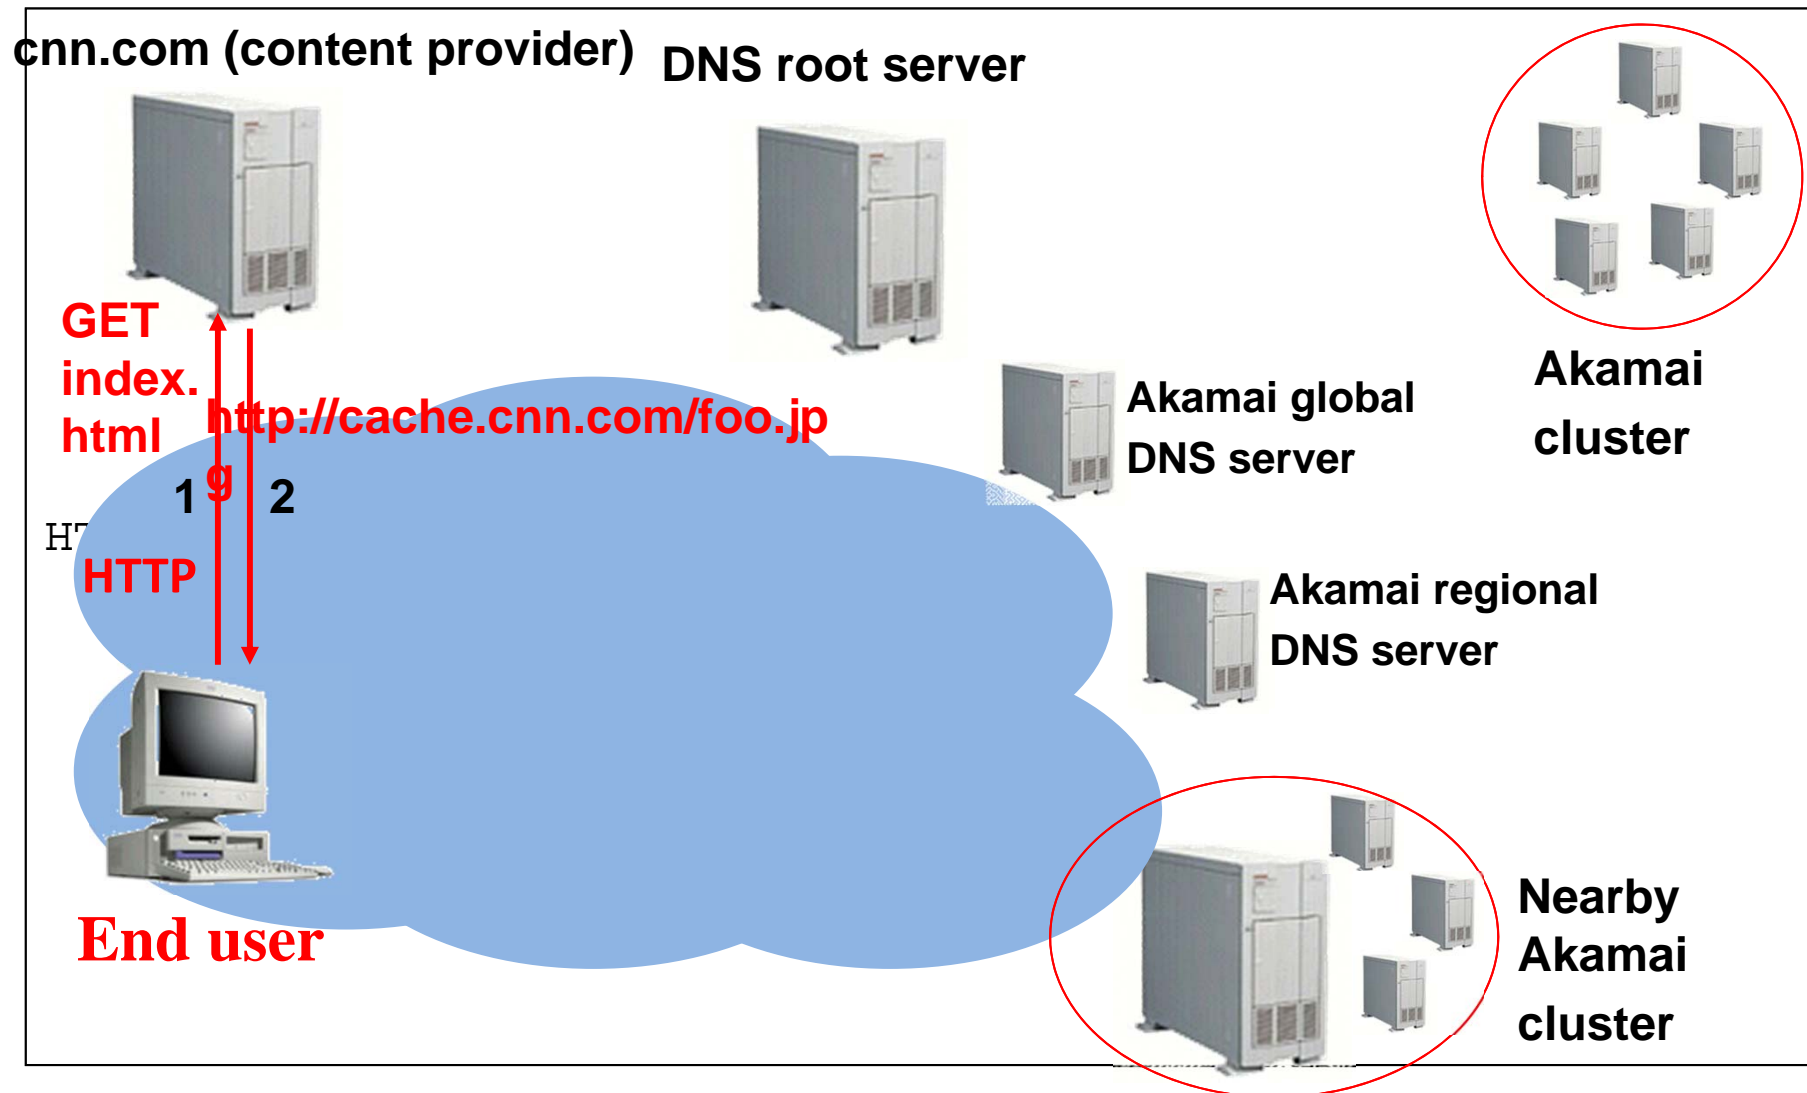 cnn.com (content provider)
DNS root server
GET
index.
html
http://cache.cnn.com/foo.jp
g
1
2
HTTP
End user
Akamai global
DNS server
Akamai regional
DNS server
Akamai
cluster
Nearby
Akamai
cluster